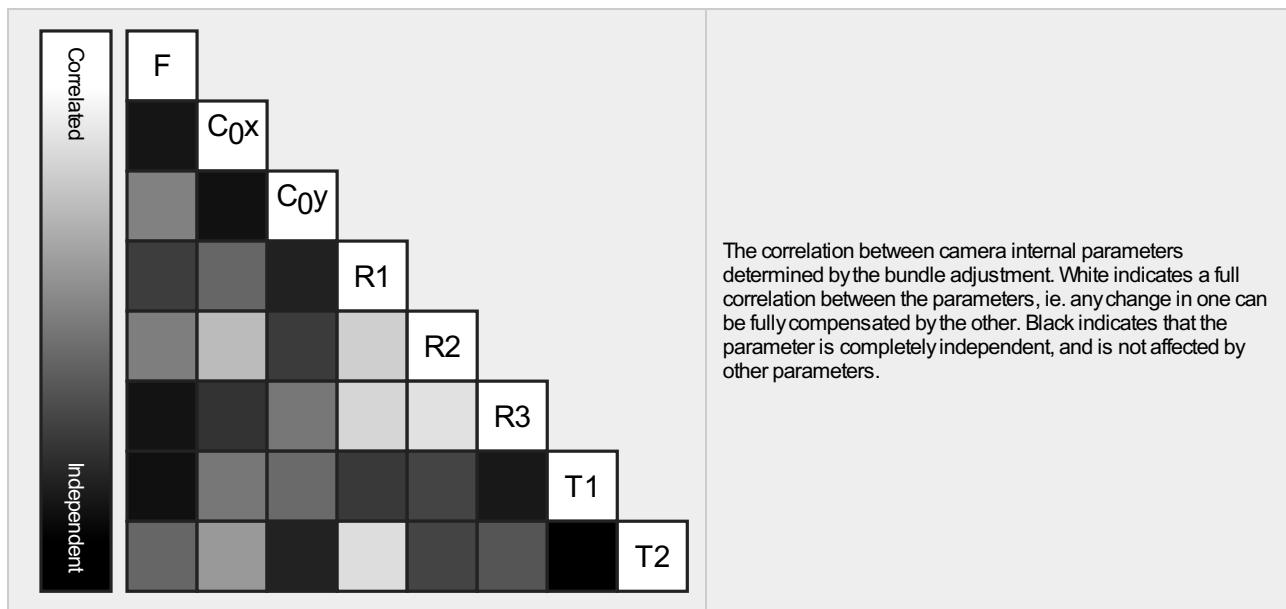 Correlated
Independent
F
C0x
C0y
R1
R2
R3
T1
T2
The correlation between camera internal parameters
determined by the bundle adjustment. White indicates a full
correlation between the parameters, ie. any change in one can
be fully compensated by the other. Black indicates that the
parameter is completely independent, and is not affected by
other parameters.